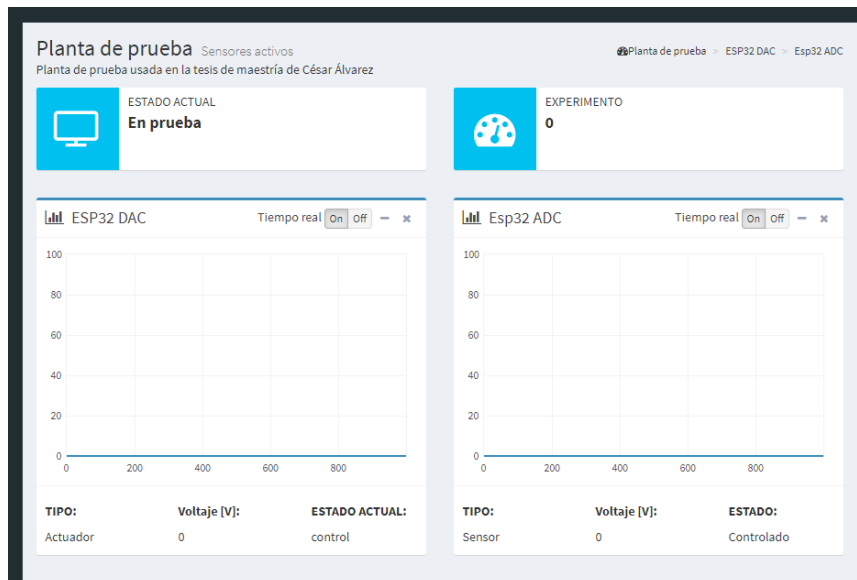 Planta de prueba Sensores activos
Planta de prueba > ESP32 DAC > Esp32 ADC
Planta de prueba usada en la tesis de maestría de César Álvarez
ESTADO ACTUAL
En prueba
EXPERIMENTO
0
ESP32 DAC Tiempo real On Off
100
80
60
40
20
0
0 200 400 600 800
TIPO: Voltaje [V]: ESTADO ACTUAL:
Actuador 0 control
Esp32 ADC Tiempo real On Off
100
80
60
40
20
0
0 200 400 600 800
TIPO: Voltaje [V]: ESTADO:
Sensor 0 Controlado